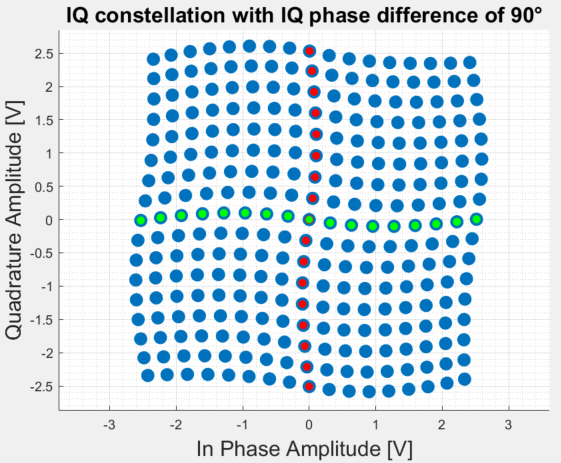 IQ constellation with IQ phase difference of 90°
2.5
2
1.5
1
0.5
0
-0.5
-1
-1.5
-2
-2.5
Quadrature Amplitude [V]
-3 -2 -1 0 1 2 3
In Phase Amplitude [V]